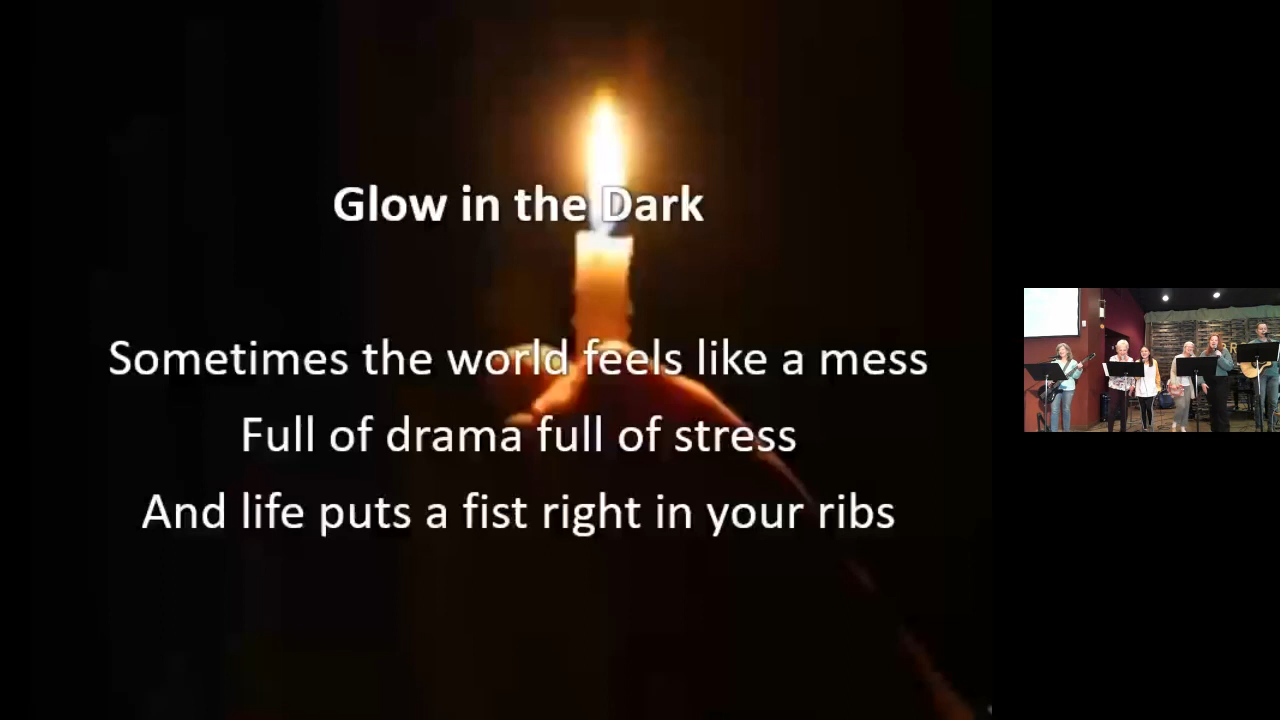 Glow in the Dark
Sometimes the world feels like a mess
Full of drama full of stress
And life puts a fist right in your ribs